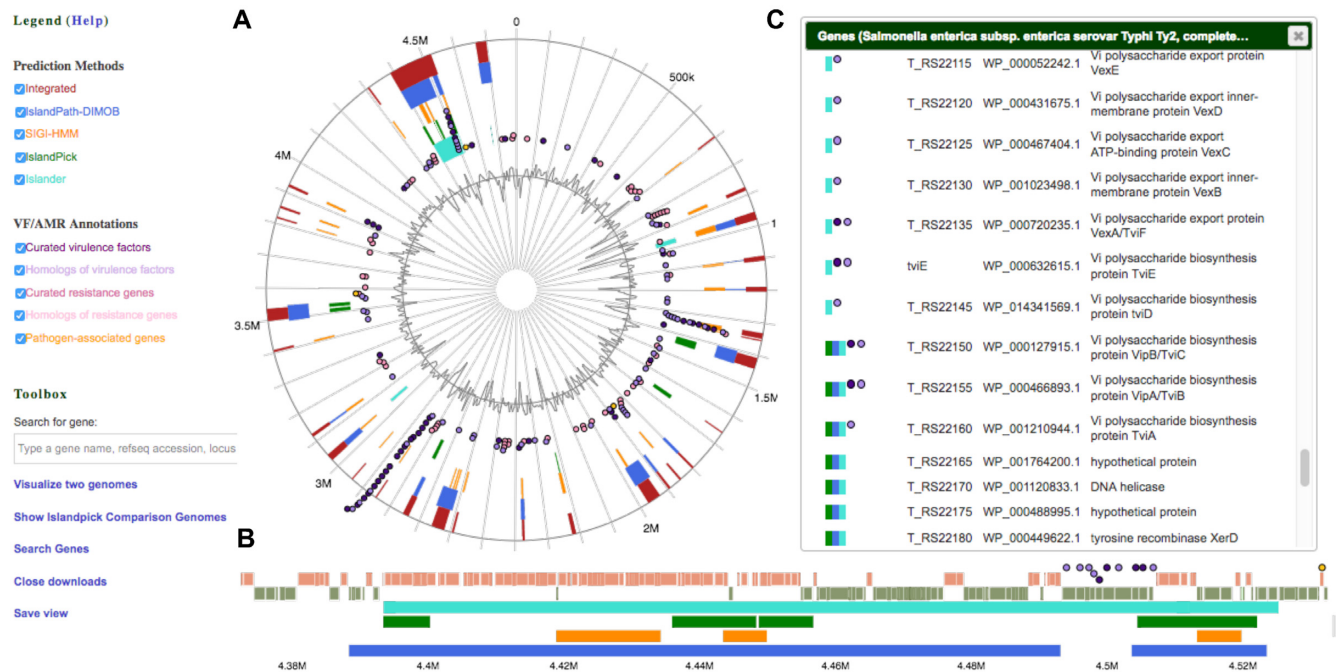 Legend (Help)
Prediction Methods
Integrated
IslandPath-DIMOB
SIGI-HMM
IslandPick
Islander
VF/AMR Annotations
Curated virulence factors
Homologs of virulence factors
Curated resistance genes
Homologs of resistance genes
Pathogen-associated genes
Toolbox
Search for gene:
Type a gene name, refseq accession, locus
Visualize two genomes
Show Islandpick Comparison Genomes
Search Genes
Close downloads
Save view
A
0
500k
1
1.5M
2M
3M
3.5M
4M
4.5M
C
Genes (Salmonella enterica subsp. enterica serovar Typhi Ty2, complete…
T_RS22115 WP_000052242.1 Vi polysaccharide export protein
VexE
T_RS22120 WP_000431675.1 Vi polysaccharide export inner-
membrane protein VexD
T_RS22125 WP_000467404.1 Vi polysaccharide export
ATP-binding protein VexC
T_RS22130 WP_001023498.1 Vi polysaccharide export inner-
membrane protein VexB
T_RS22135 WP_000720235.1 Vi polysaccharide export protein
VexA/TviF
tviE WP_000632615.1 Vi polysaccharide biosynthesis
protein TviE
T_RS22145 WP_014341569.1 Vi polysaccharide biosynthesis
protein tviD
T_RS22150 WP_000127915.1 Vi polysaccharide biosynthesis
protein VipB/TviC
T_RS22155 WP_000466893.1 Vi polysaccharide biosynthesis
protein VipA/TviB
T_RS22160 WP_001210944.1 Vi polysaccharide biosynthesis
protein TviA
T_RS22165 WP_001764200.1 hypothetical protein
T_RS22170 WP_001120833.1 DNA helicase
T_RS22175 WP_000488995.1 hypothetical protein
T_RS22180 WP_000449622.1 tyrosine recombinase XerD
B
4.38M 4.4M 4.42M 4.44M 4.46M 4.48M 4.5M 4.52M